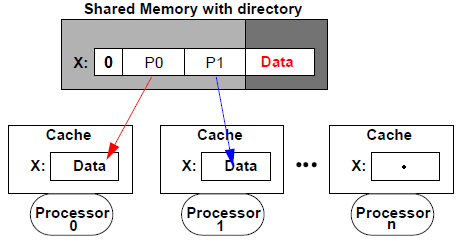 Shared Memory with directory
X: 0 P0 P1 Data
Cache Cache Cache
X: Data X: Data ••• X:
Processor Processor Processor
0 1 n